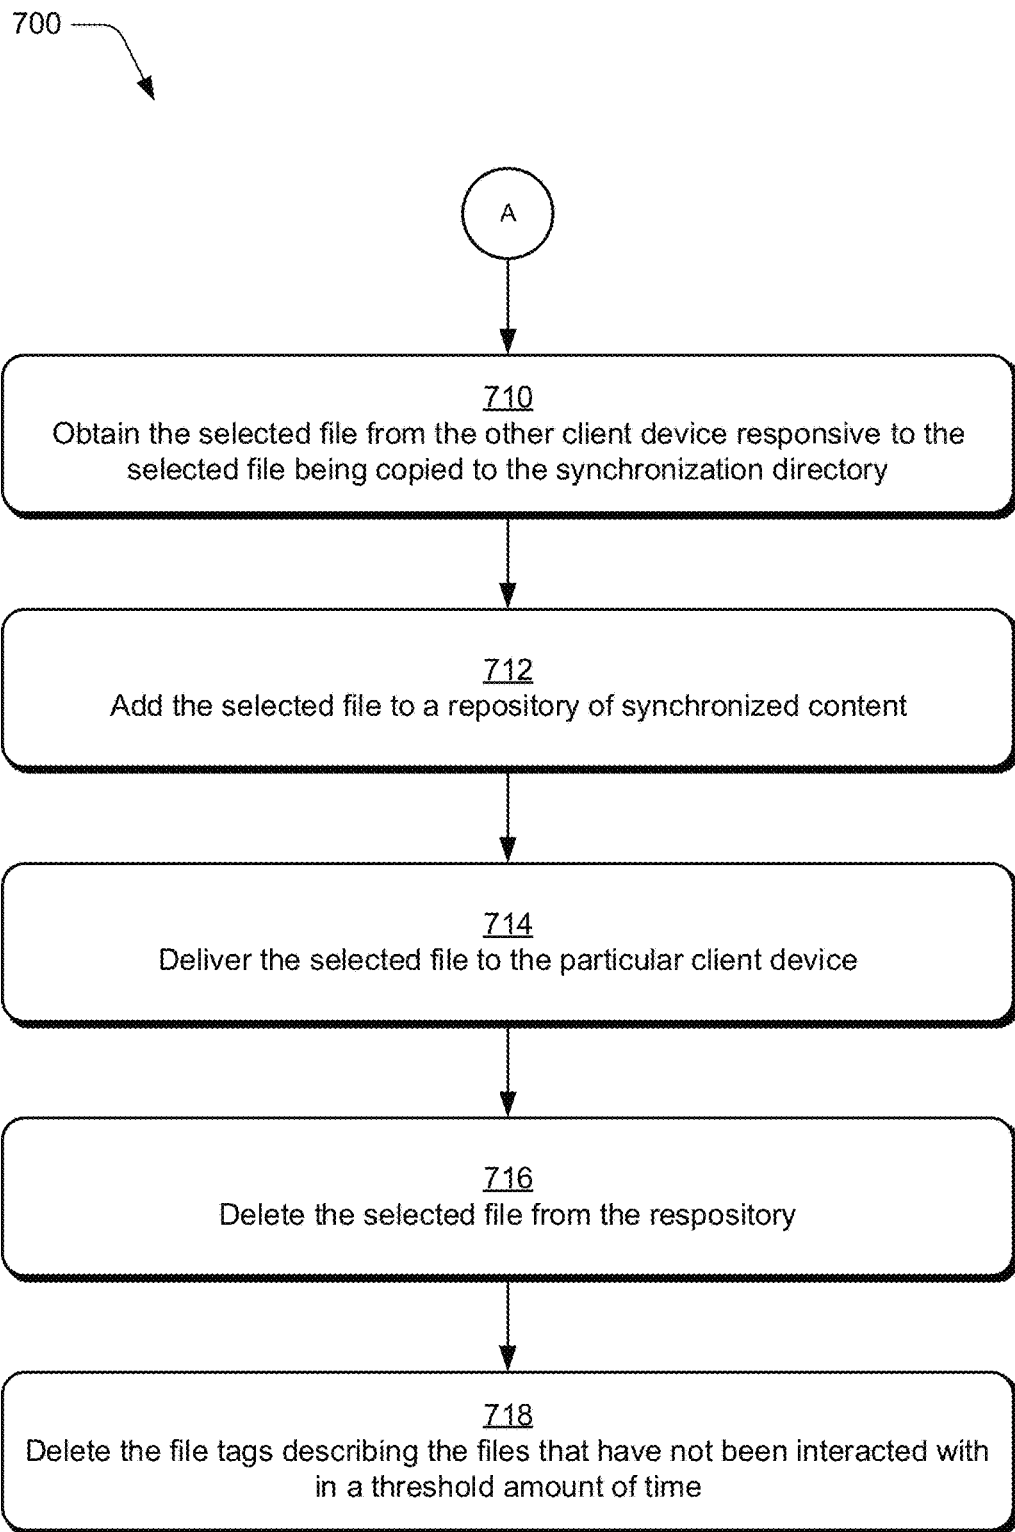 700
A
710
Obtain the selected file from the other client device responsive to the
selected file being copied to the synchronization directory
712
Add the selected file to a repository of synchronized content
714
Deliver the selected file to the particular client device
716
Delete the selected file from the respository
718
Delete the file tags describing the files that have not been interacted with
in a threshold amount of time